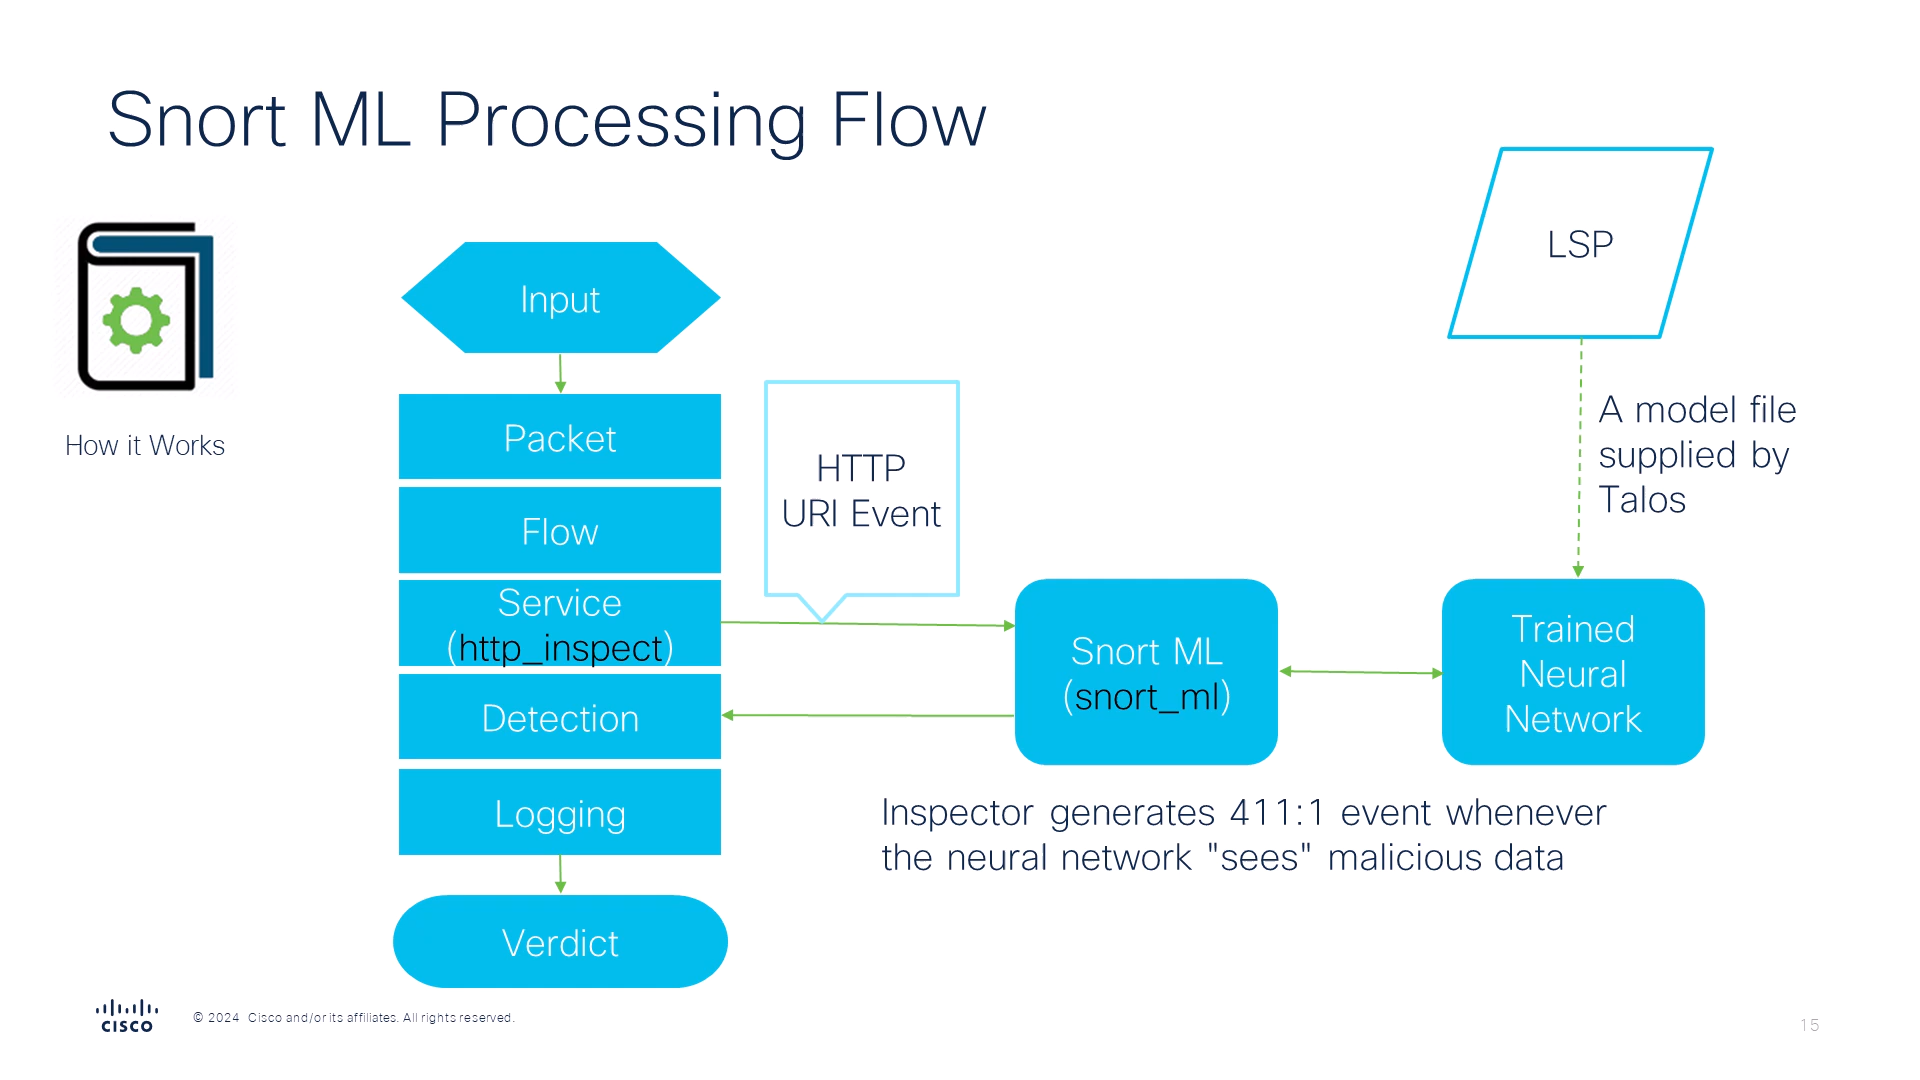 Snort ML Processing Flow
How it Works
Input
Packet
Flow
Service
(http_inspect)
Detection
Logging
Verdict
HTTP
URI Event
Snort ML
(snort_ml)
LSP
A model file
supplied by
Talos
Trained
Neural
Network
Inspector generates 411:1 event whenever
the neural network "sees" malicious data
CISCO
© 2024 Cisco and/or its affiliates. All rights reserved.
15